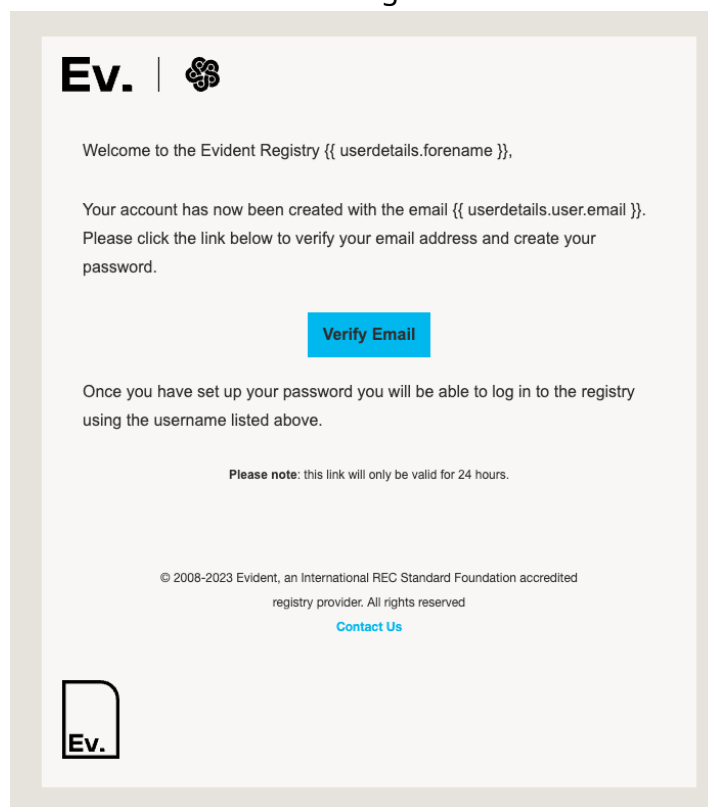 Ev.
Welcome to the Evident Registry {{ userdetails.forename }},
Your account has now been created with the email {{ userdetails.user.email }}.
Please click the link below to verify your email address and create your
password.
Verify Email
Once you have set up your password you will be able to log in to the registry
using the username listed above.
Please note: this link will only be valid for 24 hours.
© 2008-2023 Evident, an International REC Standard Foundation accredited
registry provider. All rights reserved
Contact Us
Ev.